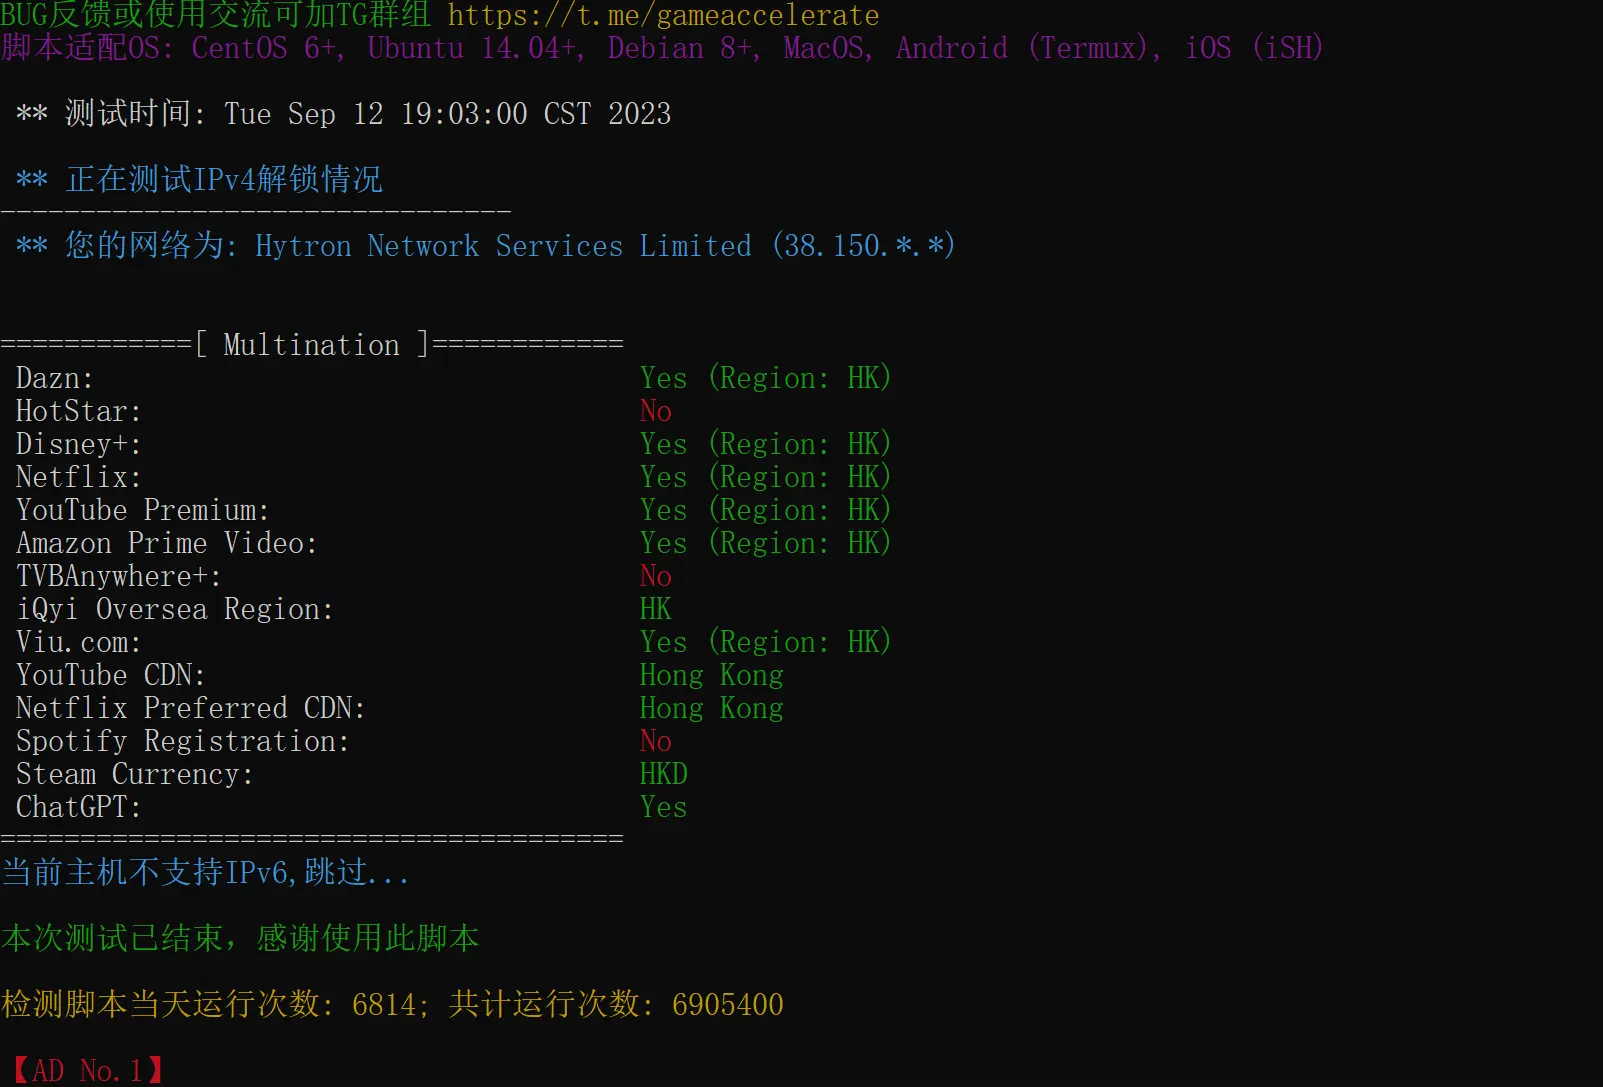 BUG反馈或使用交流可加TG群组 https://t.me/gameaccelerate
脚本适配OS: CentOS 6+, Ubuntu 14.04+, Debian 8+, MacOS, Android (Termux), iOS (iSH)
** 测试时间: Tue Sep 12 19:03:00 CST 2023
** 正在测试IPv4解锁情况
--------------------------------
** 您的网络为: Hytron Network Services Limited (38.150.*.*)
============[ Multination ]============
Dazn: Yes (Region: HK)
HotStar: No
Disney+: Yes (Region: HK)
Netflix: Yes (Region: HK)
YouTube Premium: Yes (Region: HK)
Amazon Prime Video: Yes (Region: HK)
TVBAnywhere+: No
iQyi Oversea Region: HK
Viu.com: Yes (Region: HK)
YouTube CDN: Hong Kong
Netflix Preferred CDN: Hong Kong
Spotify Registration: No
Steam Currency: HKD
ChatGPT: Yes
=======================================
当前主机不支持IPv6,跳过...
本次测试已结束，感谢使用此脚本
检测脚本当天运行次数: 6814; 共计运行次数: 6905400
【AD No.1】